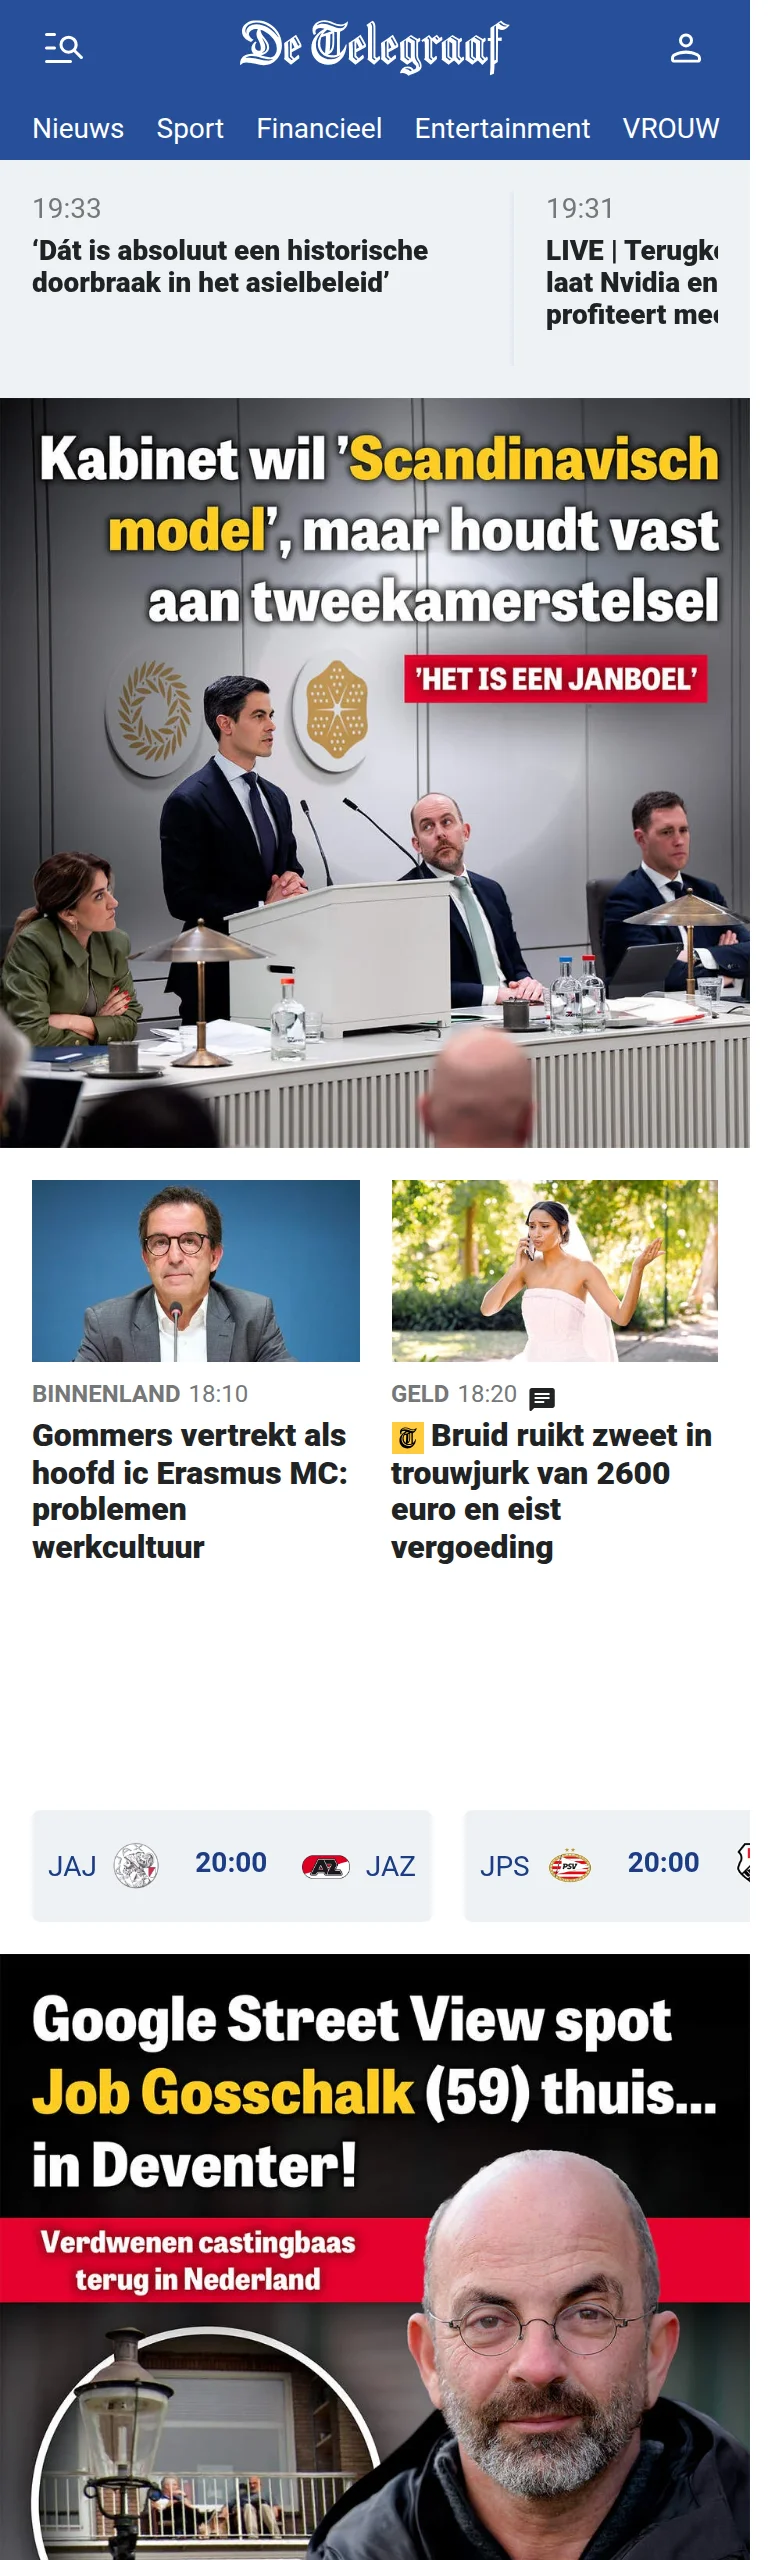 De Telegraaf
Nieuws Sport Financieel Entertainment VROUW
19:33
‘Dát is absoluut een historische
doorbraak in het asielbeleid’
19:31
LIVE | Terugk
laat Nvidia en
profiteert me
Kabinet wil ’Scandinavisch
model’, maar houdt vast
aan tweekamerstelsel
’HET IS EEN JANBOEL’
BINNENLAND 18:10
Gommers vertrekt als
hoofd ic Erasmus MC:
problemen
werkcultuur
GELD 18:20
T Bruid ruikt zweet in
trouwjurk van 2600
euro en eist
vergoeding
JAJ 20:00 AZ JAZ
JPS PSV 20:00
Google Street View spot
Job Gosschalk (59) thuis...
in Deventer!
Verdwenen castingbaas
terug in Nederland